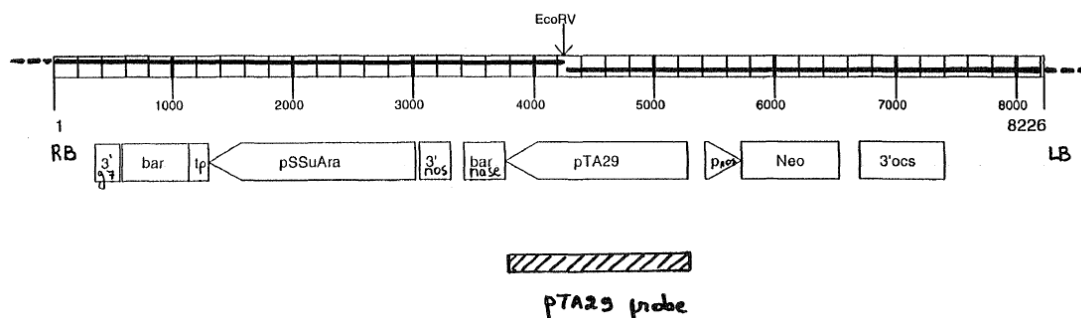 EcoRV
1000 2000 3000 4000 5000 6000 7000 8000
1 8226
RB LB
3' g7 bar tp pSSuAra 3' nos bar nase pTA29 pnos Neo 3'ocs
pTA29 probe